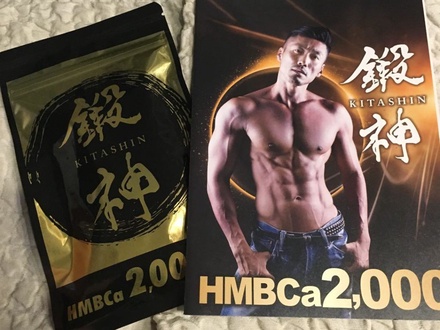 鍛
KITASHIN
神
HMBCa 2,00
鍛
KITASHIN
神
HMBCa2,000